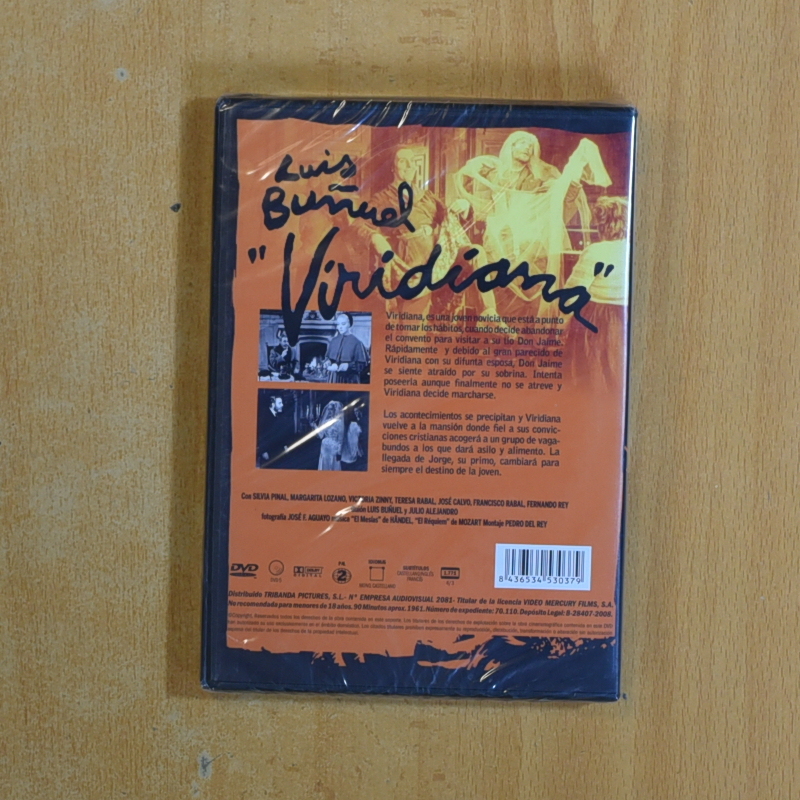 Luis
Buñuel
"Viridiana"
Viridiana, es una joven novicia que está a punto
de tomar los hábitos, cuando decide abandonar
el convento para visitar a su tío Don Jaime.
Rápidamente y debido al gran parecido de
Viridiana con su difunta esposa, Don Jaime
se siente atraído por su sobrina. Intenta
poseerla aunque finalmente no se atreve y
Viridiana decide marcharse.
Los acontecimientos se precipitan y Viridiana
vuelve a la mansión donde fiel a sus convic-
ciones cristianas acogerá a un grupo de vaga-
bundos a los que dará asilo y alimento. La
llegada de Jorge, su primo, cambiará para
siempre el destino de la joven.
Con SILVIA PINAL, MARGARITA LOZANO, VICTORIA ZINNY, TERESA RABAL, JOSÉ CALVO, FRANCISCO RABAL, FERNANDO REY
LUIS BUÑUEL y JULIO ALEJANDRO
fotografía JOSÉ F. AGUAYO música "El Mesías" de HÄNDEL, "El Réquiem" de MOZART Montaje PEDRO DEL REY
DVD DOLBY DIGITAL PAL 2 SUBTÍTULOS
8 436534 530379
Distribuido TRIBANDA PICTURES, S.L.- Nº EMPRESA AUDIOVISUAL 2081- Titular de la licencia VIDEO MERCURY FILMS, S.A.
No recomendada para menores de 18 años. 90 Minutos aprox. 1961. Número de expediente: 70.110. Depósito Legal: B-28407-2008.